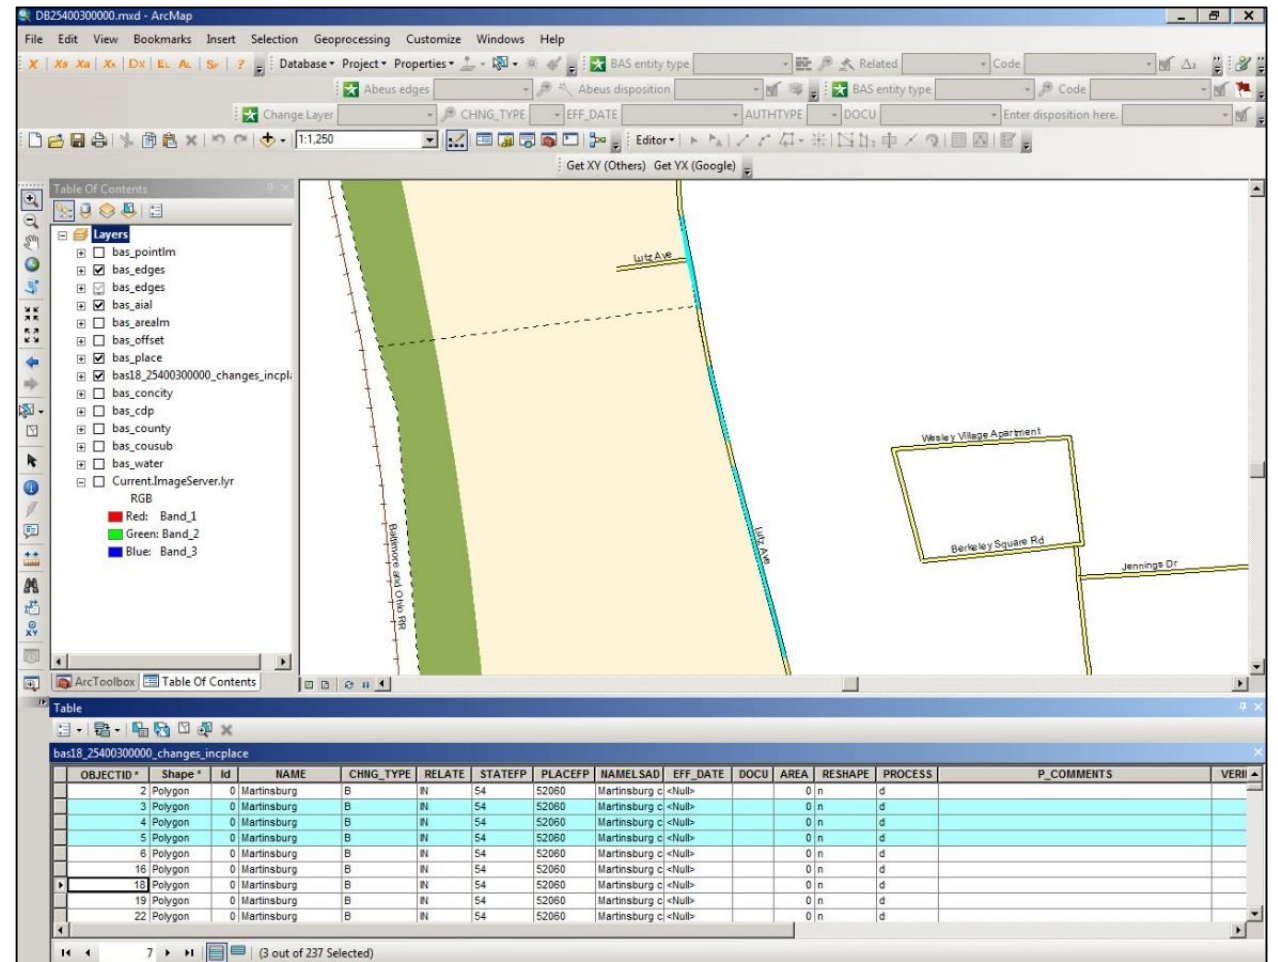 DB25400300000.mxd - ArcMap
File Edit View Bookmarks Insert Selection Geoprocessing Customize Windows Help
X Xs Xa Xx Dx EL AL SP ? Database Project Properties BAS entity type Related Code
Abeus edges Abeus disposition BAS entity type Code
Change Layer CHNG_TYPE EFF_DATE AUTHTYPE DOCU Enter disposition here.
1:1,250 Editor
Get XY (Others) Get YX (Google)
Table Of Contents
Layers
bas_pointlm
bas_edges
bas_edges
bas_aial
bas_arealm
bas_offset
bas_place
bas18_25400300000_changes_incpl
bas_concity
bas_cdp
bas_county
bas_cousub
bas_water
Current.ImageServer.lyr
RGB
Red: Band_1
Green: Band_2
Blue: Band_3
ArcToolbox Table Of Contents
Lutz Ave
Wesley Village Apartment
Berkeley Square Rd
Jennings Dr
Lutz Ave
Baltimore and Ohio RR
Table
bas18_25400300000_changes_incplace
OBJECTID * Shape * Id NAME CHNG_TYPE RELATE STATEFP PLACEFP NAMELSAD EFF_DATE DOCU AREA RESHAPE PROCESS P_COMMENTS VERI
2 Polygon 0 Martinsburg B IN 54 52060 Martinsburg c <Null> 0 n d
3 Polygon 0 Martinsburg B IN 54 52060 Martinsburg c <Null> 0 n d
4 Polygon 0 Martinsburg B IN 54 52060 Martinsburg c <Null> 0 n d
5 Polygon 0 Martinsburg B IN 54 52060 Martinsburg c <Null> 0 n d
6 Polygon 0 Martinsburg B IN 54 52060 Martinsburg c <Null> 0 n d
16 Polygon 0 Martinsburg B IN 54 52060 Martinsburg c <Null> 0 n d
18 Polygon 0 Martinsburg B IN 54 52060 Martinsburg c <Null> 0 n d
19 Polygon 0 Martinsburg B IN 54 52060 Martinsburg c <Null> 0 n d
22 Polygon 0 Martinsburg B IN 54 52060 Martinsburg c <Null> 0 n d
7 (3 out of 237 Selected)